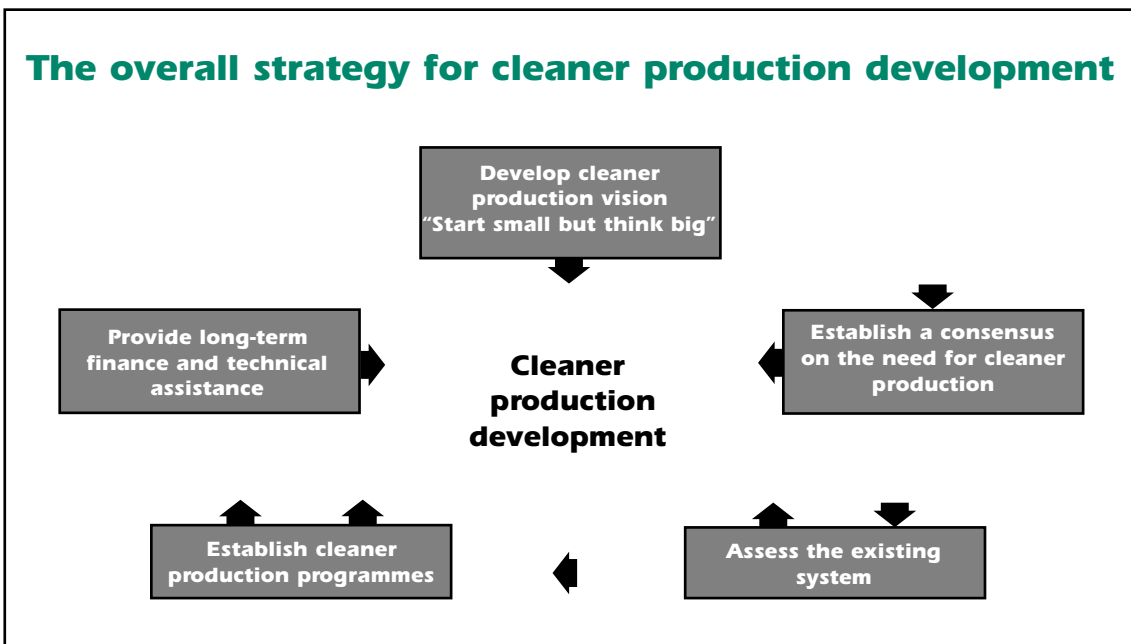 The overall strategy for cleaner production development
Develop cleaner
production vision
“Start small but think big”
Provide long-term
finance and technical
assistance
Establish a consensus
on the need for cleaner
production
Cleaner
production
development
Establish cleaner
production programmes
Assess the existing
system